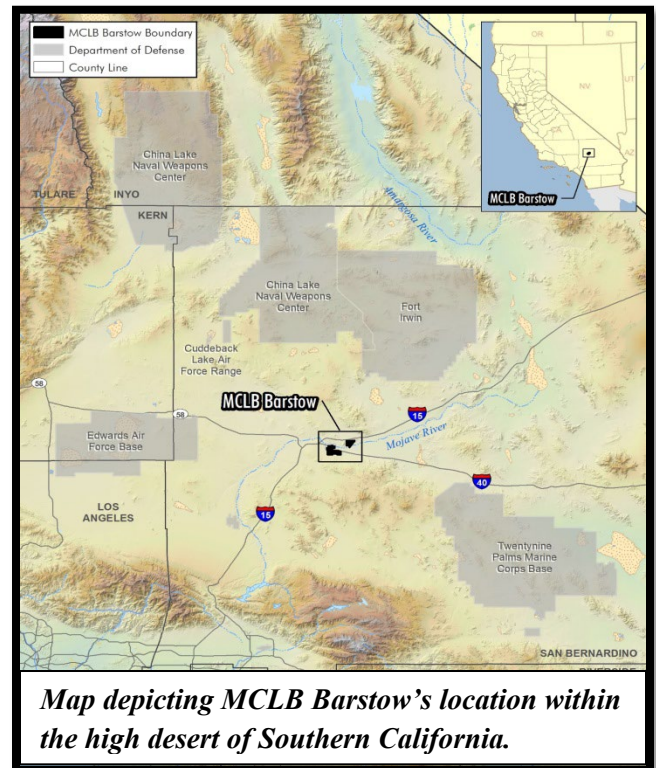 MCLB Barstow Boundary
Department of Defense
County Line
OR
ID
NV
UT
CA
AZ
MCLB Barstow
China Lake
Naval Weapons
Center
TULARE
INYO
KERN
Amargosa River
China Lake
Naval Weapons
Center
Fort
Irwin
Cuddeback
Lake Air
Force Range
58
58
MCLB Barstow
15
Mojave River
Edwards Air
Force Base
40
LOS
ANGELES
15
Twentynine
Palms Marine
Corps Base
SAN BERNARDINO
RIVERSIDE
Map depicting MCLB Barstow's location within
the high desert of Southern California.